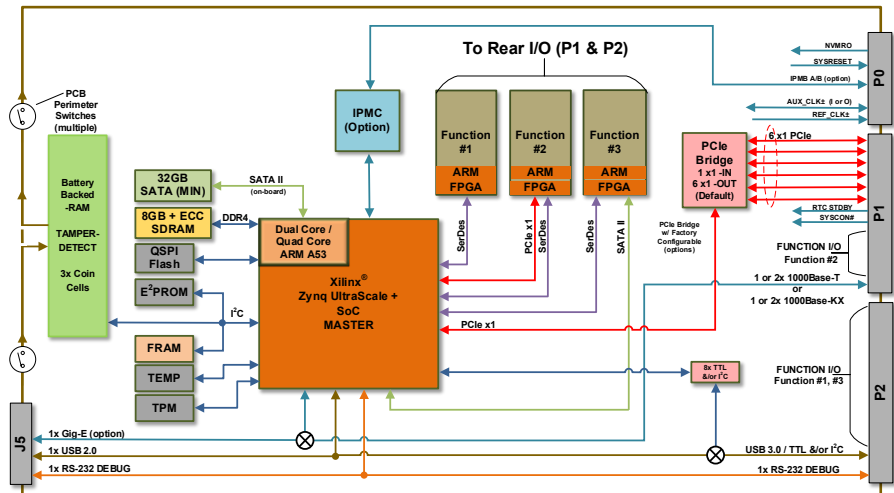 To Rear I/O (P1 & P2)
PCB
Perimeter
Switches
(multiple)
IPMC
(Option)
Function
#1
ARM
FPGA
Function
#2
ARM
FPGA
Function
#3
ARM
FPGA
NVMRO
SYSRESET
IPMB A/B (option)
AUX_CLK± (I or O)
REF_CLK±
P0
6 x1 PCIe
PCIe
Bridge
1 x1 -IN
6 x1 -OUT
(Default)
PCIe Bridge
w/ Factory
Configurable
(options)
RTC STDBY
SYSCON#
P1
FUNCTION I/O
Function #2
1 or 2x 1000Base-T
or
1 or 2x 1000Base-KX
Battery
Backed
-RAM
TAMPER-
DETECT
3x Coin
Cells
32GB
SATA (MIN)
SATA II
(on-board)
8GB + ECC
SDRAM
DDR4
QSPI
Flash
E²PROM
I²C
FRAM
TEMP
TPM
Dual Core /
Quad Core
ARM A53
Xilinx®
Zynq UltraScale +
SoC
MASTER
SerDes
PCIe x1
SerDes
SerDes
SATA II
PCIe x1
8x TTL
&/or I²C
FUNCTION I/O
Function #1, #3
P2
J5
1x Gig-E (option)
1x USB 2.0
USB 3.0 / TTL &/or I²C
1x RS-232 DEBUG
1x RS-232 DEBUG